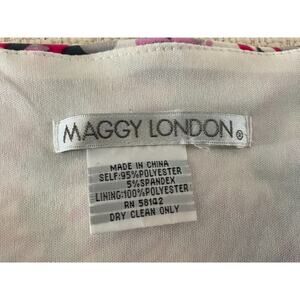 MAGGY LONDON®
MADE IN CHINA
SELF:95%POLYESTER
5%SPANDEX
LINING:100%POLYESTER
RN 58142
DRY CLEAN ONLY